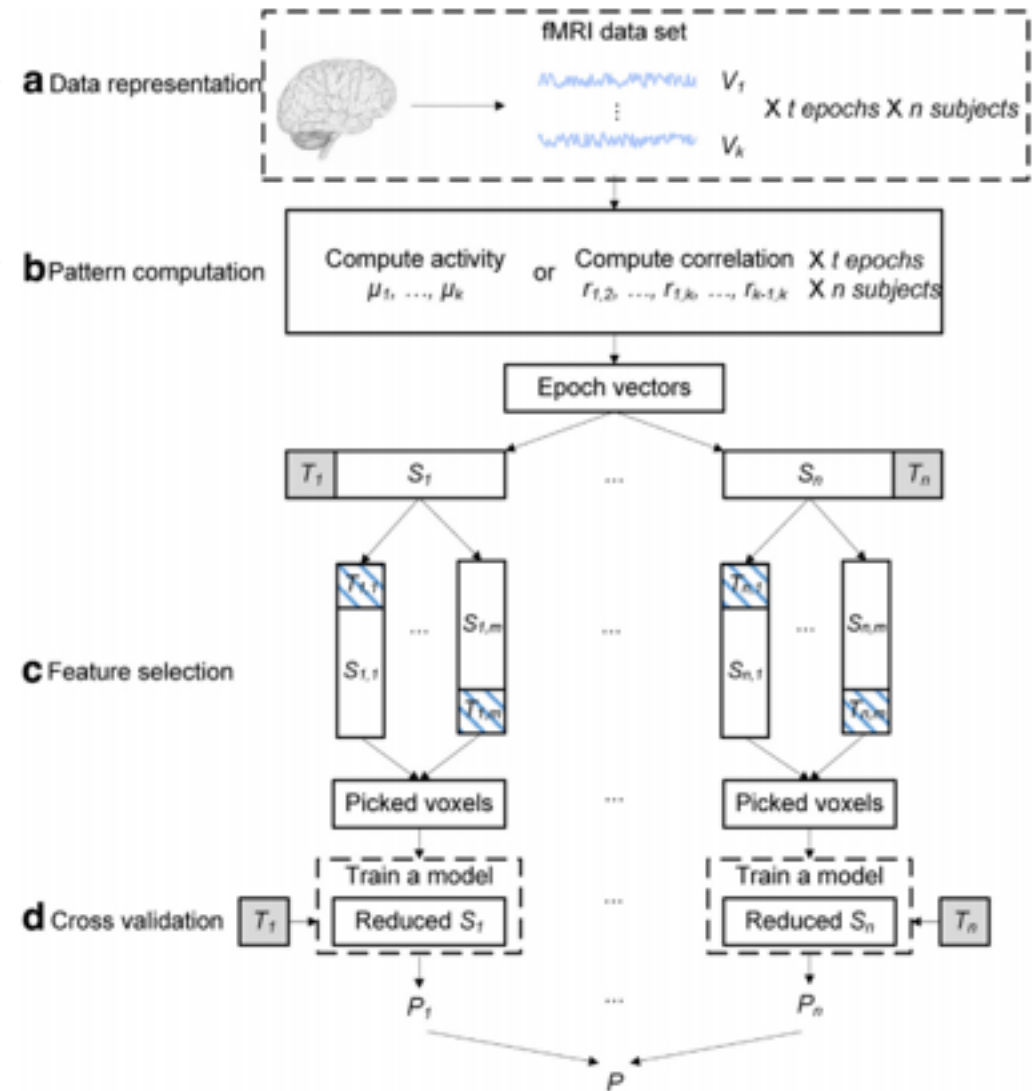 fMRI data set
a Data representation
V₁
⋮
X t epochs X n subjects
Vₖ
b Pattern computation
Compute activity or Compute correlation X t epochs
μ₁, ..., μₖ r₁,₂, ..., r₁,ₖ, ..., rₖ₋₁,ₖ X n subjects
Epoch vectors
T₁ S₁ ... Sₙ Tₙ
T₁,₁ Tₙ,₁
... S₁,ₘ ... ... Sₙ,ₘ
c Feature selection
S₁,₁ Sₙ,₁
T₁,ₘ Tₙ,ₘ
Picked voxels ... Picked voxels
Train a model Train a model
...
d Cross validation T₁ Reduced S₁ Reduced Sₙ Tₙ
P₁ ... Pₙ
P